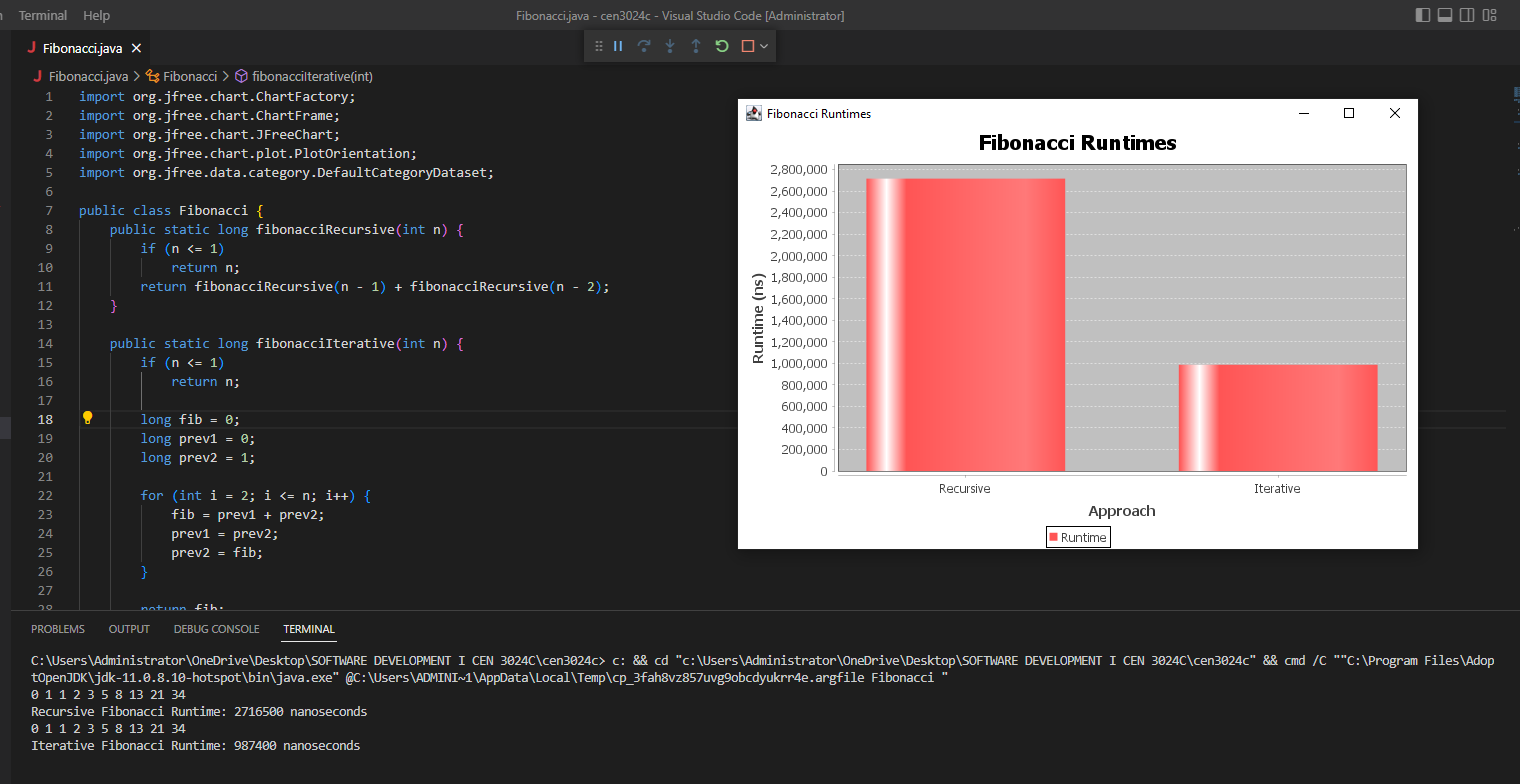 Terminal Help
Fibonacci.java - cen3024c - Visual Studio Code [Administrator]
J Fibonacci.java
J Fibonacci.java > Fibonacci > fibonacciIterative(int)
1 import org.jfree.chart.ChartFactory;
2 import org.jfree.chart.ChartFrame;
3 import org.jfree.chart.JFreeChart;
4 import org.jfree.chart.plot.PlotOrientation;
5 import org.jfree.data.category.DefaultCategoryDataset;
6
7 public class Fibonacci {
8 public static long fibonacciRecursive(int n) {
9 if (n <= 1)
10 return n;
11 return fibonacciRecursive(n - 1) + fibonacciRecursive(n - 2);
12 }
13
14 public static long fibonacciIterative(int n) {
15 if (n <= 1)
16 return n;
17
18 long fib = 0;
19 long prev1 = 0;
20 long prev2 = 1;
21
22 for (int i = 2; i <= n; i++) {
23 fib = prev1 + prev2;
24 prev1 = prev2;
25 prev2 = fib;
26 }
27
28 return fib;
Fibonacci Runtimes
Fibonacci Runtimes
Runtime (ns)
2,800,000
2,600,000
2,400,000
2,200,000
2,000,000
1,800,000
1,600,000
1,400,000
1,200,000
1,000,000
800,000
600,000
400,000
200,000
0
Recursive Iterative
Approach
Runtime
PROBLEMS OUTPUT DEBUG CONSOLE TERMINAL
C:\Users\Administrator\OneDrive\Desktop\SOFTWARE DEVELOPMENT I CEN 3024C\cen3024c> c: && cd "c:\Users\Administrator\OneDrive\Desktop\SOFTWARE DEVELOPMENT I CEN 3024C\cen3024c" && cmd /C ""C:\Program Files\Adop
tOpenJDK\jdk-11.0.8.10-hotspot\bin\java.exe" @C:\Users\ADMINI~1\AppData\Local\Temp\cp_3fah8vz857uvg9obcdyukrr4e.argfile Fibonacci "
0 1 1 2 3 5 8 13 21 34
Recursive Fibonacci Runtime: 2716500 nanoseconds
0 1 1 2 3 5 8 13 21 34
Iterative Fibonacci Runtime: 987400 nanoseconds